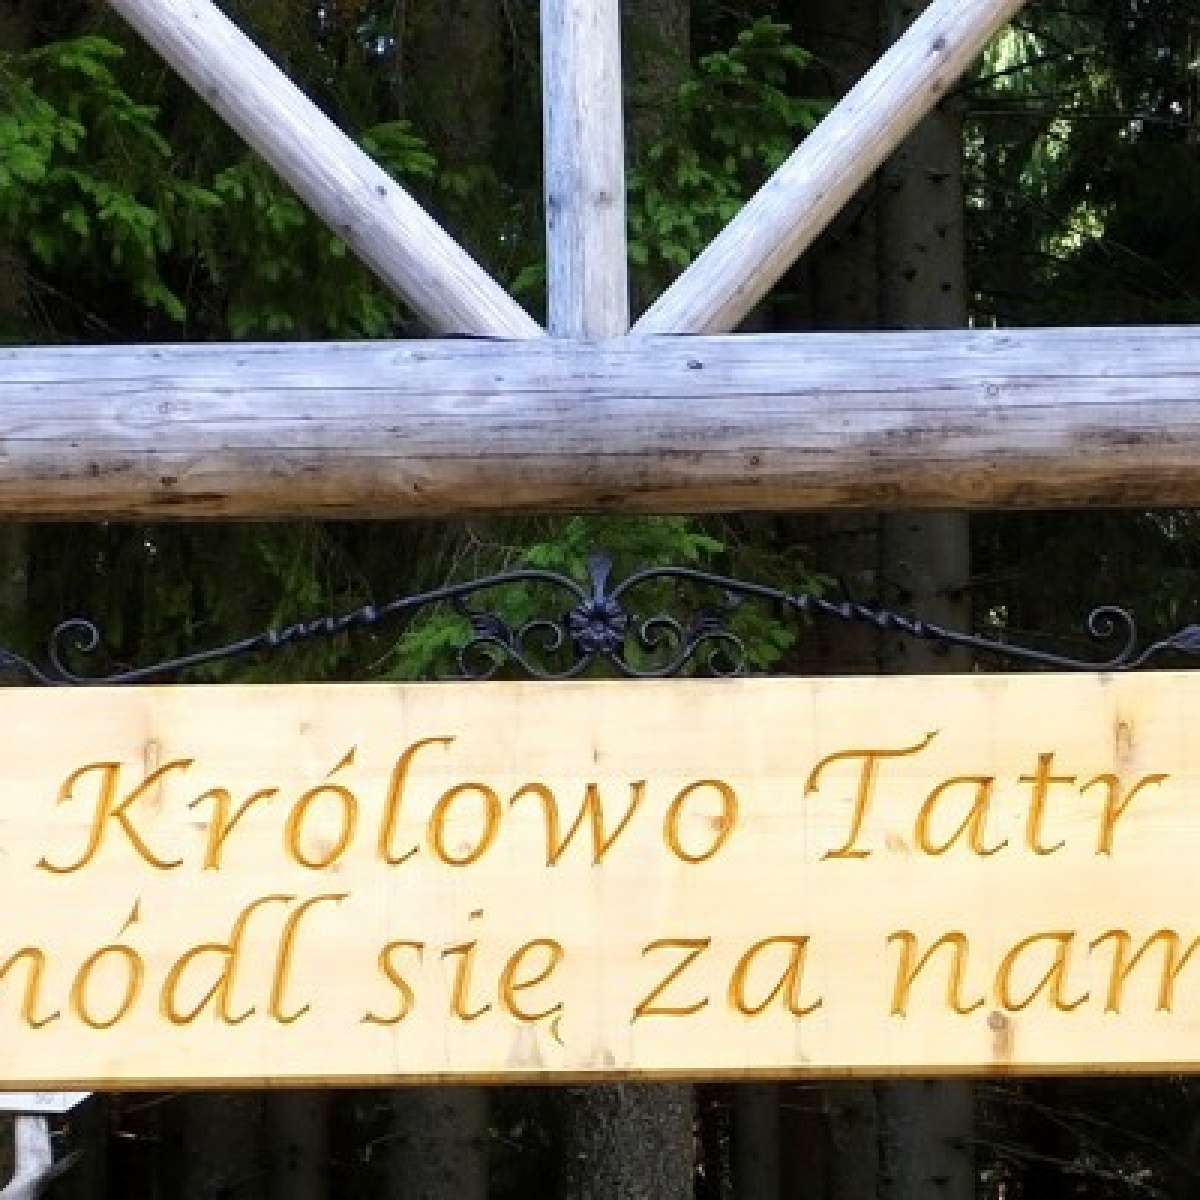 Królowo Tatr
módl się za nam